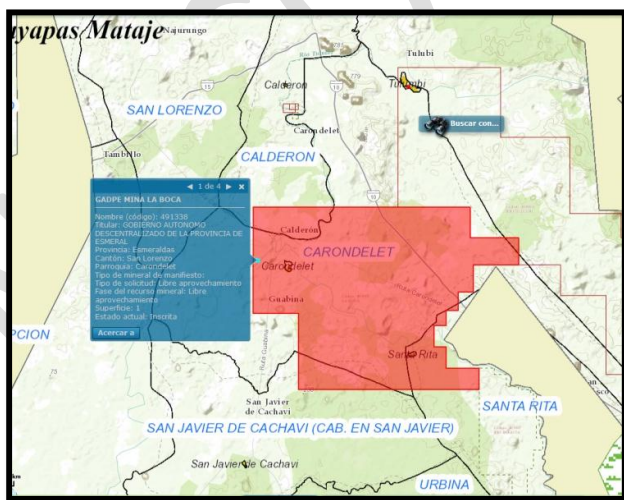 yapas Mataje
Najurungo
Tulubi
Calderon
Tululbi
Buscar con...
SAN LORENZO
Carondelet
Tambillo
CALDERON
◀ 1 de 4 ▶ ×
GADPE MINA LA BOCA
Nombre (código): 491338
Titular: GOBIERNO AUTONOMO
DESCENTRALIZADO DE LA PROVINCIA DE
ESMERAL
Provincia: Esmeraldas
Cantón: San Lorenzo
Parroquia: Carondelet
Tipo de mineral de manifiesto:
Tipo de solicitud: Libre aprovechamiento
Fase del recurso mineral: Libre
aprovechamiento
Superficie: 1
Estado actual: Inscrita
Acercar a
Calderón
CARONDELET
Carondelet
Guabina
Santa Rita
PCION
75
San Javier
de Cachavi
SANTA RITA
SAN JAVIER DE CACHAVI (CAB. EN SAN JAVIER)
San Javier de Cachavi
URBINA